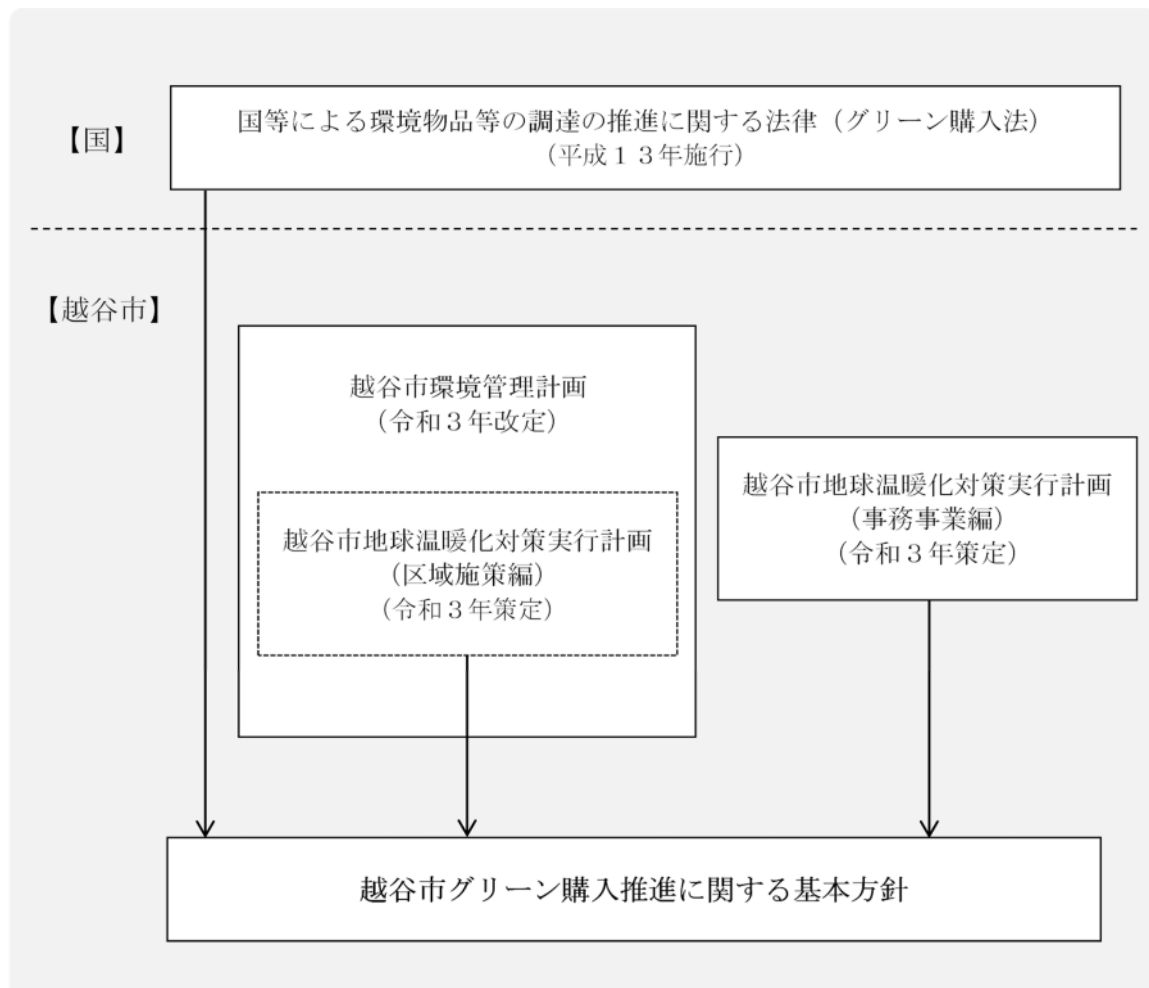 【国】
国等による環境物品等の調達の推進に関する法律（グリーン購入法）
（平成１３年施行）
【越谷市】
越谷市環境管理計画
（令和３年改定）
越谷市地球温暖化対策実行計画
（区域施策編）
（令和３年策定）
越谷市地球温暖化対策実行計画
（事務事業編）
（令和３年策定）
越谷市グリーン購入推進に関する基本方針